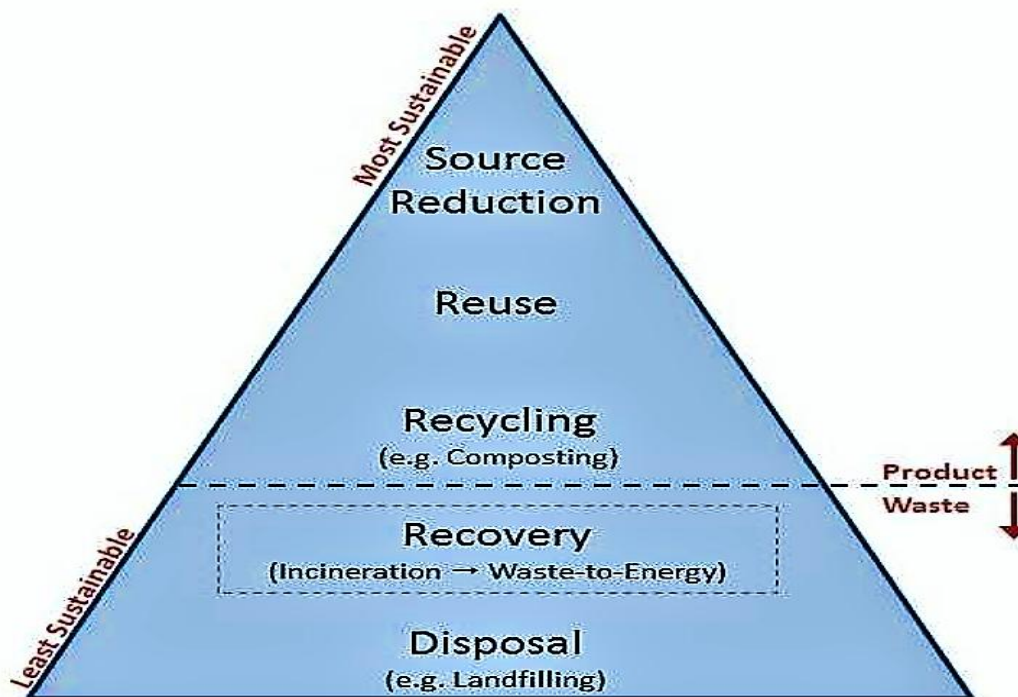 Most Sustainable
Source
Reduction
Reuse
Recycling
(e.g. Composting)
Product
Waste
Recovery
(Incineration → Waste-to-Energy)
Least Sustainable
Disposal
(e.g. Landfilling)